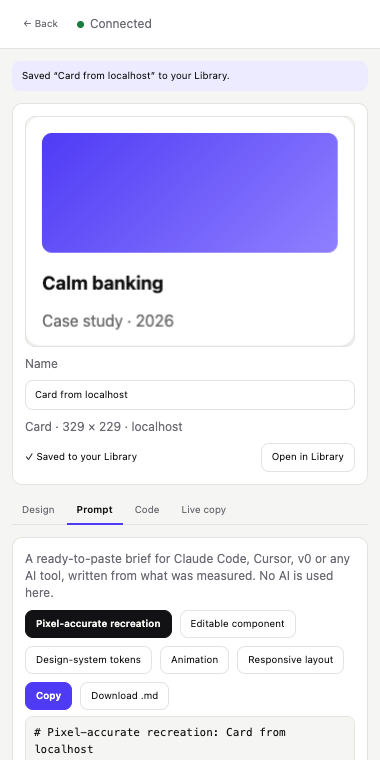 ← Back
Connected
Saved “Card from localhost” to your Library.
Calm banking
Case study · 2026
Name
Card from localhost
Card · 329 × 229 · localhost
✓ Saved to your Library
Open in Library
Design
Prompt
Code
Live copy
A ready-to-paste brief for Claude Code, Cursor, v0 or any
AI tool, written from what was measured. No AI is used
here.
Pixel-accurate recreation
Editable component
Design-system tokens
Animation
Responsive layout
Copy
Download .md
# Pixel-accurate recreation: Card from
localhost